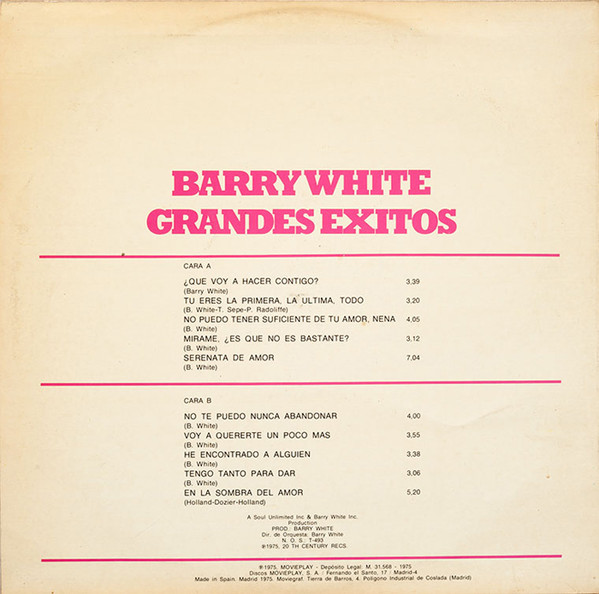 BARRY WHITE
GRANDES EXITOS
CARA A
¿QUE VOY A HACER CONTIGO? 3,39
(Barry White)
TU ERES LA PRIMERA, LA ULTIMA, TODO 3,20
(B. White-T. Sepe-P. Radoliffe)
NO PUEDO TENER SUFICIENTE DE TU AMOR, NENA 4,05
(B. White)
MIRAME, ¿ES QUE NO ES BASTANTE? 3,12
(B. White)
SERENATA DE AMOR 7,04
(B. White)
CARA B
NO TE PUEDO NUNCA ABANDONAR 4,00
(B. White)
VOY A QUERERTE UN POCO MAS 3,55
(B. White)
HE ENCONTRADO A ALGUIEN 3,38
(B. White)
TENGO TANTO PARA DAR 3,06
(B. White)
EN LA SOMBRA DEL AMOR 5,20
(Holland-Dozier-Holland)
A Soul Unlimited Inc & Barry White Inc.
Production
PROD.: BARRY WHITE
Dir. de Orquesta: Barry White
N. O. S.: T-493
℗1975, 20 TH CENTURY RECS.
℗ 1975. MOVIEPLAY - Depósito Legal: M. 31.568 - 1975
Discos MOVIEPLAY, S. A. / Fernando el Santo, 17 / Madrid-4
Made in Spain. Madrid 1975. Moviegraf. Tierra de Barros, 4. Polígono Industrial de Coslada (Madrid)